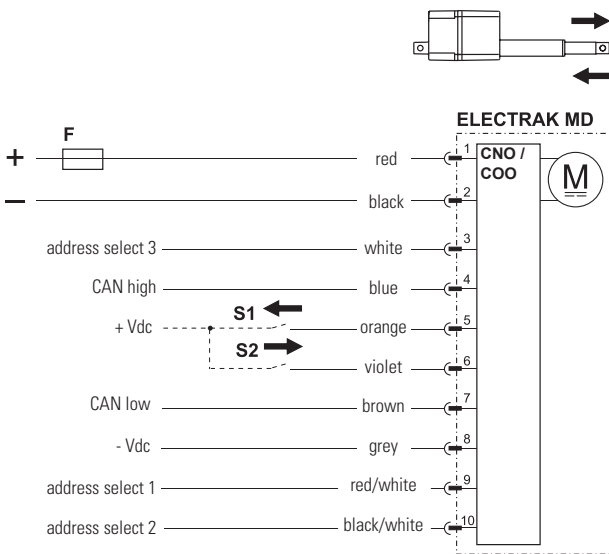 ELECTRAK MD
F
+ red 1 CNO / COO M
− black 2
address select 3 white 3
CAN high blue 4
S1
+ Vdc orange 5
S2
violet 6
CAN low brown 7
- Vdc grey 8
address select 1 red/white 9
address select 2 black/white 10